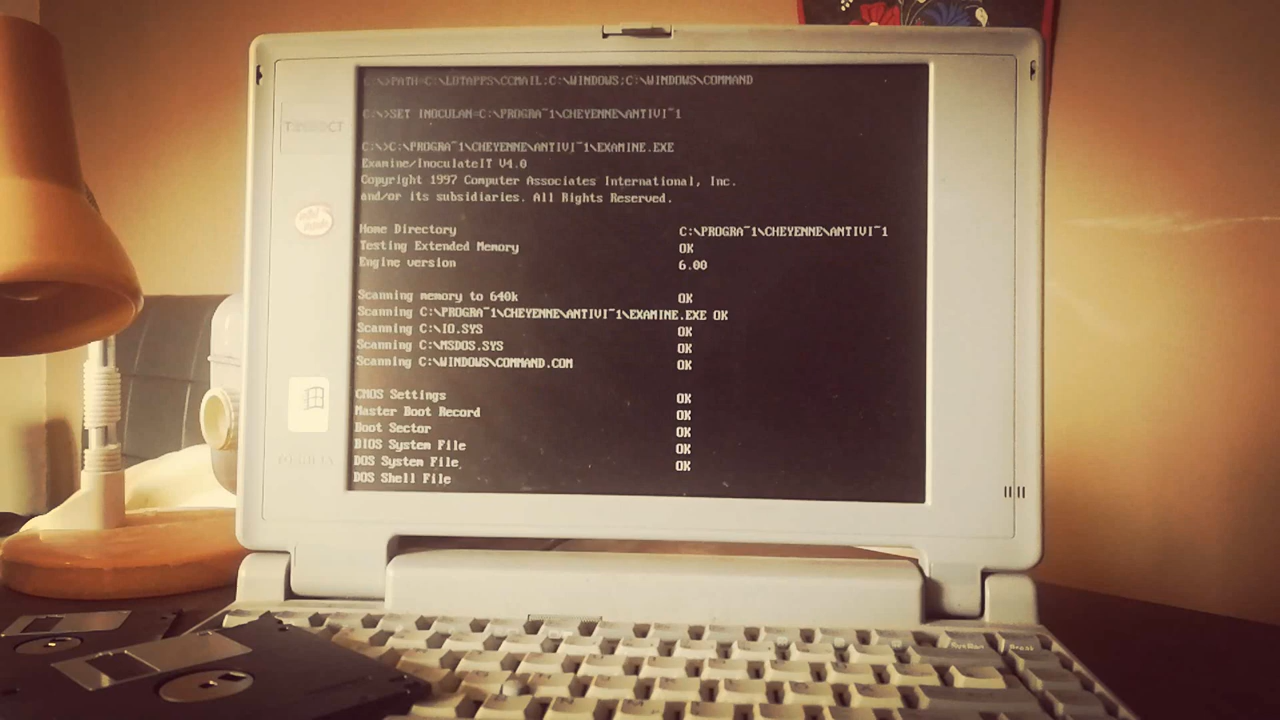 C:\>PATH=C:\LOTAPPS\CCMAIL;C:\WINDOWS;C:\WINDOWS\COMMAND
C:\>SET INOCULAN=C:\PROGRA~1\CHEYENNE\ANTIVI~1
C:\>C:\PROGRA~1\CHEYENNE\ANTIVI~1\EXAMINE.EXE
Examine/InoculateIT V4.0
Copyright 1997 Computer Associates International, Inc.
and/or its subsidiaries. All Rights Reserved.
Home Directory C:\PROGRA~1\CHEYENNE\ANTIVI~1
Testing Extended Memory OK
Engine version 6.00
Scanning memory to 640k OK
Scanning C:\PROGRA~1\CHEYENNE\ANTIVI~1\EXAMINE.EXE OK
Scanning C:\IO.SYS OK
Scanning C:\MSDOS.SYS OK
Scanning C:\WINDOWS\COMMAND.COM OK
CMOS Settings OK
Master Boot Record OK
Boot Sector OK
BIOS System File OK
DOS System File OK
DOS Shell File
SysReq
Break